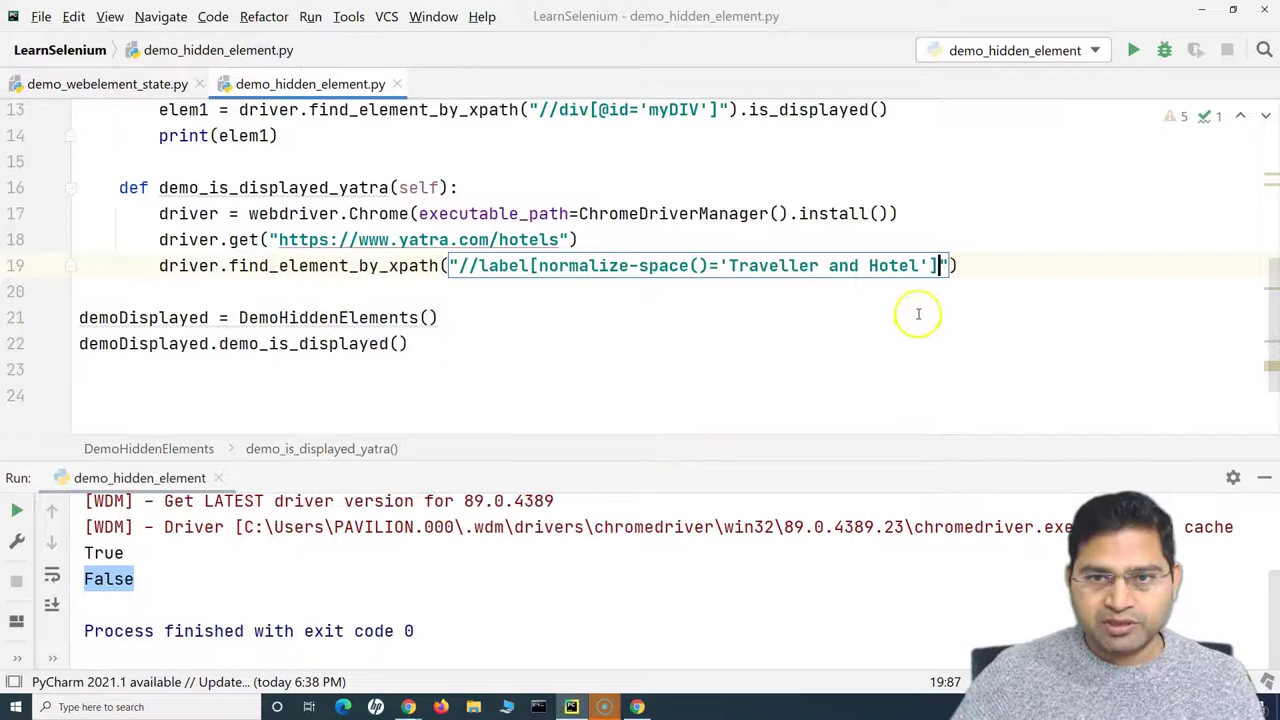 File Edit View Navigate Code Refactor Run Tools VCS Window Help LearnSelenium - demo_hidden_element.py
LearnSelenium demo_hidden_element.py demo_hidden_element
demo_webelement_state.py demo_hidden_element.py
13 elem1 = driver.find_element_by_xpath("//div[@id='myDIV']").is_displayed()
5 1
14 print(elem1)
15
16 def demo_is_displayed_yatra(self):
17 driver = webdriver.Chrome(executable_path=ChromeDriverManager().install())
18 driver.get("https://www.yatra.com/hotels")
19 driver.find_element_by_xpath("//label[normalize-space()='Traveller and Hotel']")
20
21 demoDisplayed = DemoHiddenElements()
22 demoDisplayed.demo_is_displayed()
23
24
DemoHiddenElements demo_is_displayed_yatra()
Run: demo_hidden_element
[WDM] - Get LATEST driver version for 89.0.4389
[WDM] - Driver [C:\Users\PAVILION.000\.wdm\drivers\chromedriver\win32\89.0.4389.23\chromedriver.exe cache
True
False
Process finished with exit code 0
PyCharm 2021.1 available // Update... (today 6:38 PM) 19:87
Type here to search